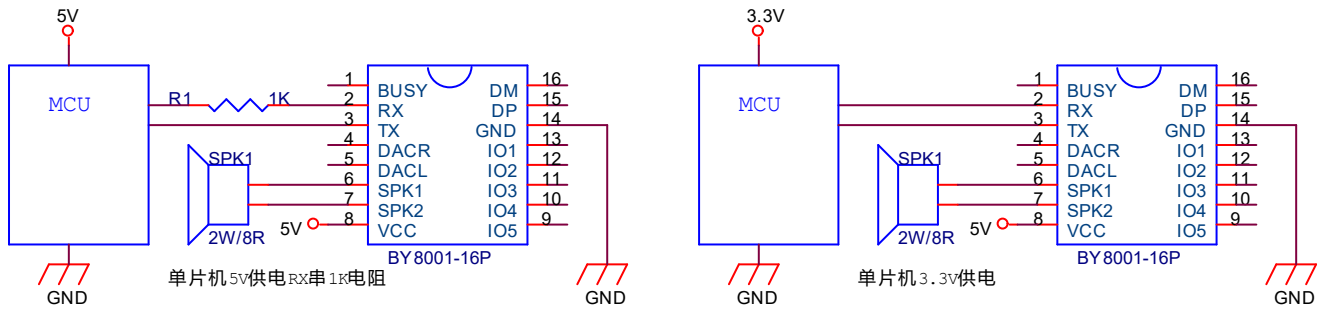 5V
MCU
R1 1K
1 BUSY DM 16
2 RX DP 15
3 TX GND 14
4 DACR IO1 13
5 DACL IO2 12
6 SPK1 IO3 11
7 SPK2 IO4 10
8 VCC IO5 9
SPK1
2W/8R
5V
BY8001-16P
GND
单片机5V供电RX串1K电阻
GND
3.3V
MCU
1 BUSY DM 16
2 RX DP 15
3 TX GND 14
4 DACR IO1 13
5 DACL IO2 12
6 SPK1 IO3 11
7 SPK2 IO4 10
8 VCC IO5 9
SPK1
2W/8R
5V
BY8001-16P
GND
单片机3.3V供电
GND